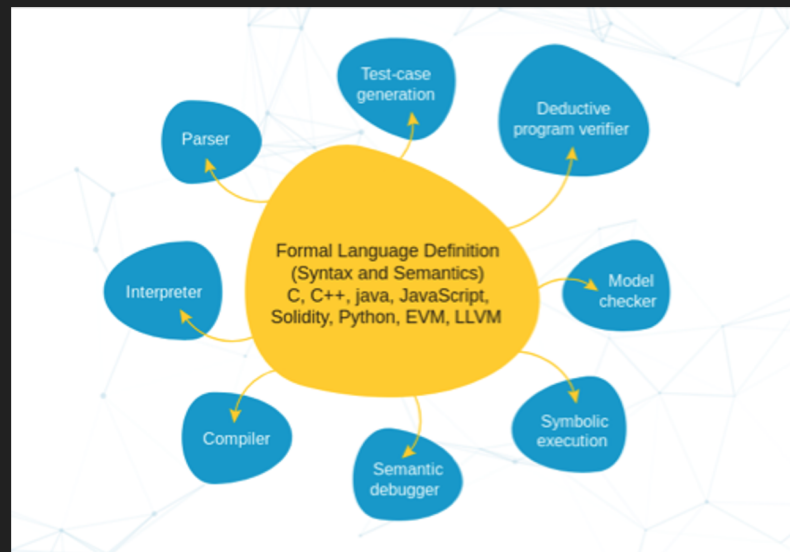 Test-case
generation
Deductive
program verifier
Parser
Formal Language Definition
(Syntax and Semantics)
C, C++, java, JavaScript,
Solidity, Python, EVM, LLVM
Interpreter
Model
checker
Compiler
Semantic
debugger
Symbolic
execution